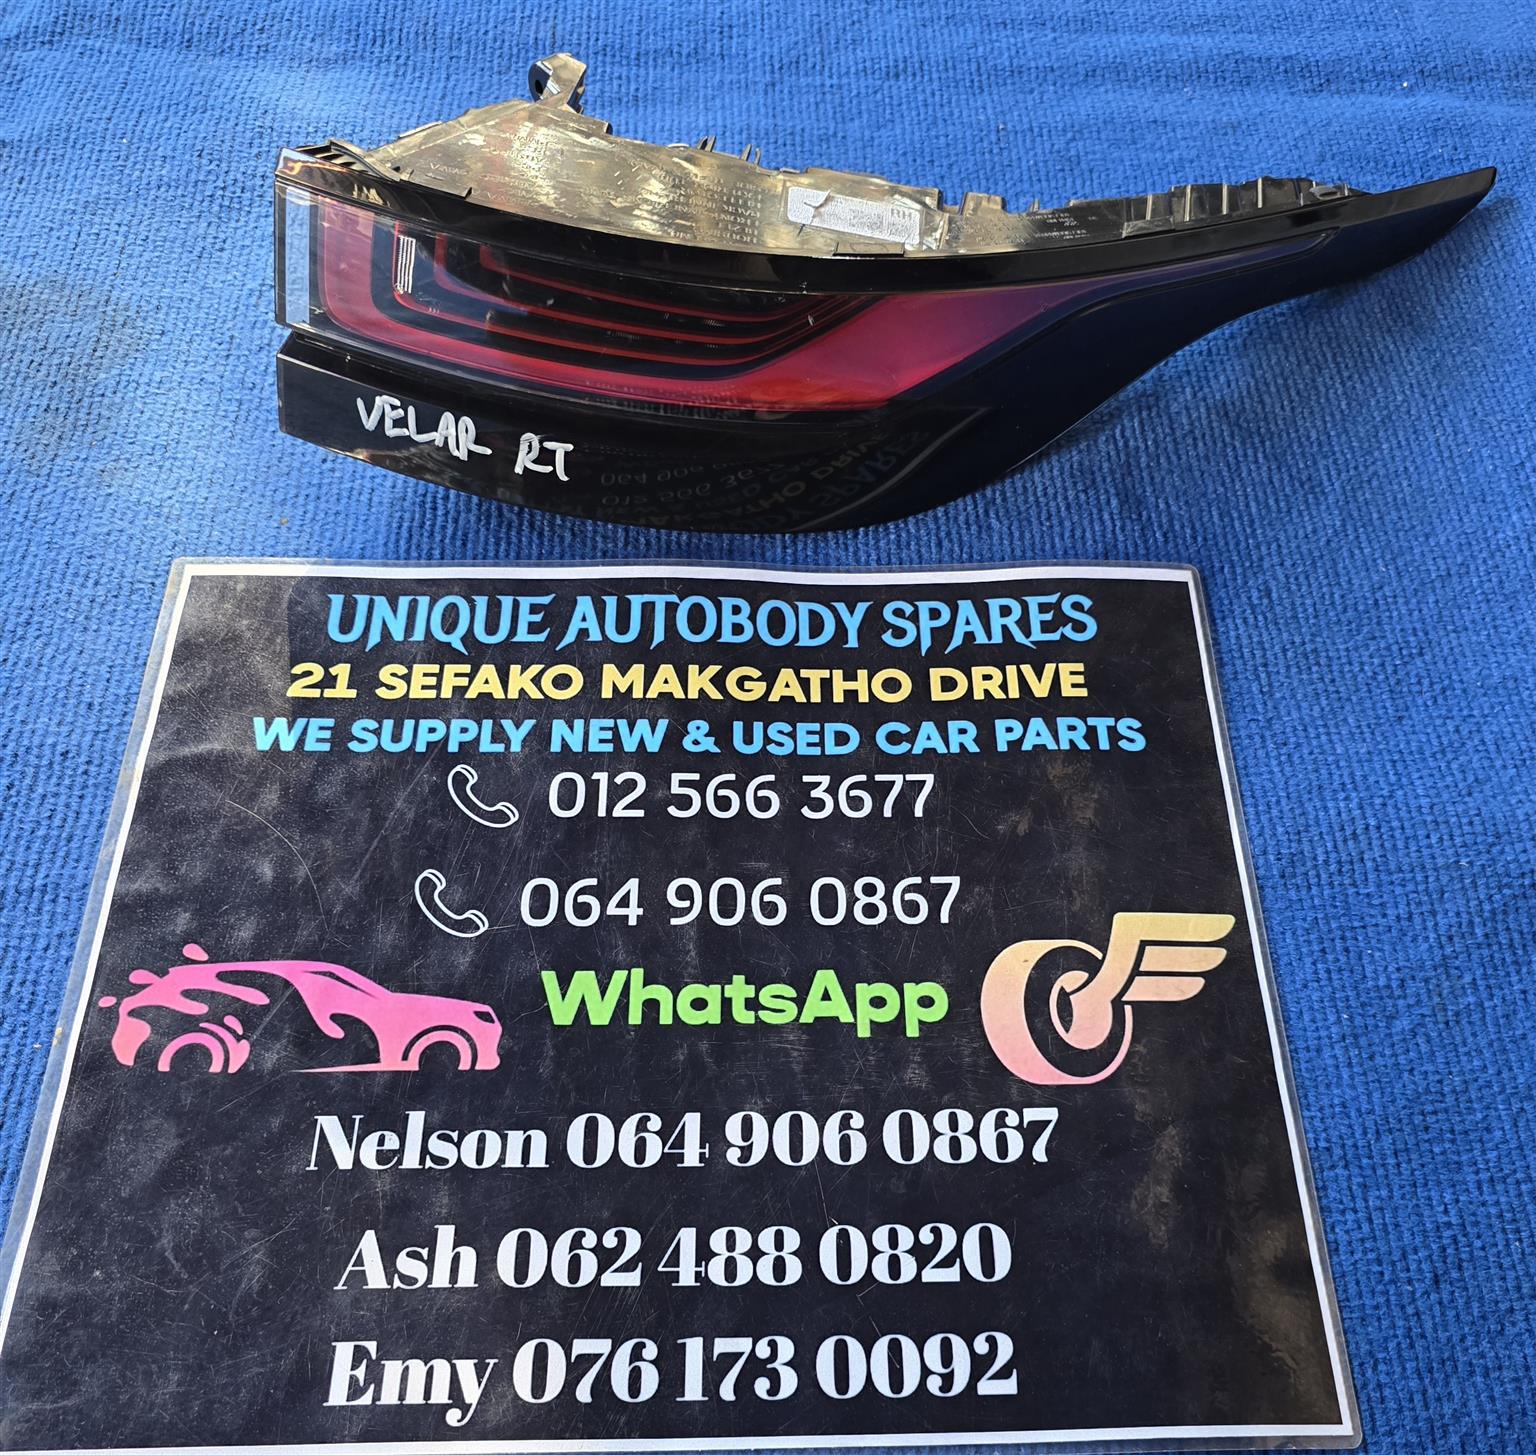 RH
VELAR RT
UNIQUE AUTOBODY SPARES
21 SEFAKO MAKGATHO DRIVE
WE SUPPLY NEW & USED CAR PARTS
012 566 3677
064 906 0867
WhatsApp
Nelson 064 906 0867
Ash 062 488 0820
Emy 076 173 0092